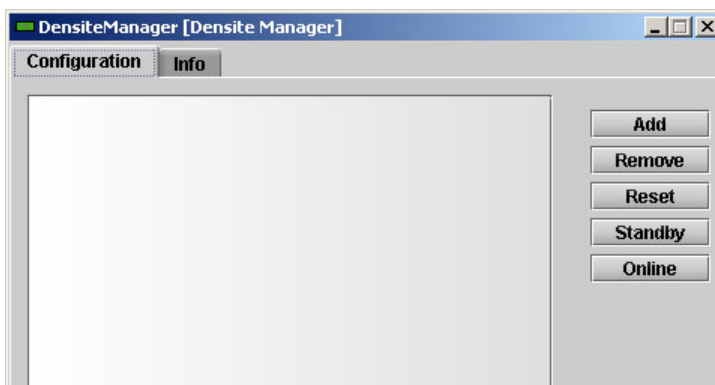 DensiteManager [Densite Manager]
Configuration Info
Add
Remove
Reset
Standby
Online